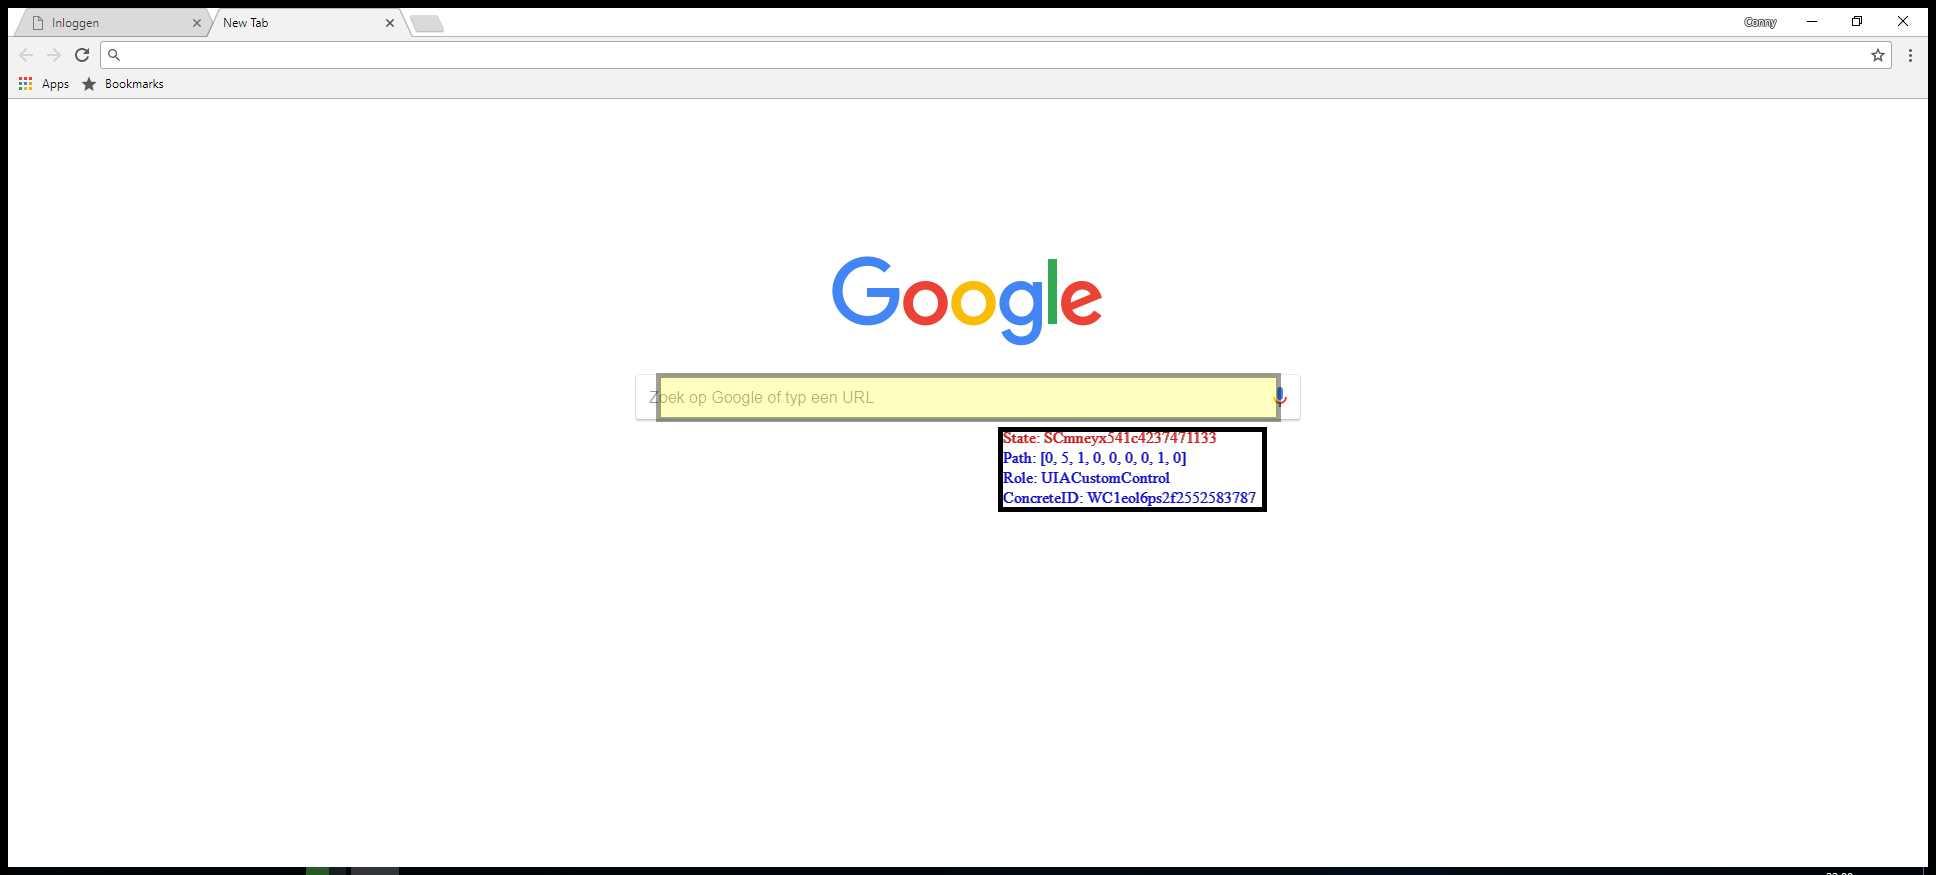 Inloggen
New Tab
Conny
Apps
Bookmarks
Google
Zoek op Google of typ een URL
State: SCmneyx541c4237471133
Path: [0, 5, 1, 0, 0, 0, 0, 1, 0]
Role: UIACustomControl
ConcreteID: WC1eol6ps2f2552583787